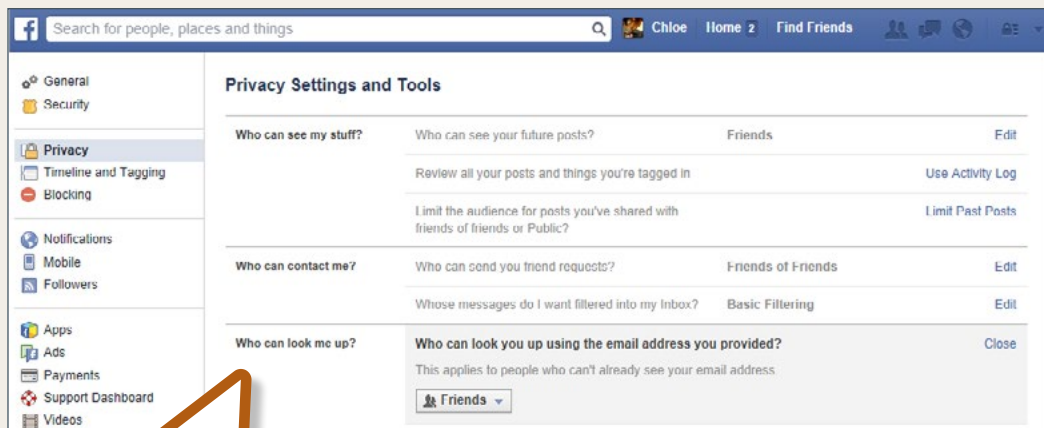 f Search for people, places and things Chloe Home 2 Find Friends
General
Security
Privacy
Timeline and Tagging
Blocking
Notifications
Mobile
Followers
Apps
Ads
Payments
Support Dashboard
Videos
Privacy Settings and Tools
Who can see my stuff? Who can see your future posts? Friends Edit
Review all your posts and things you're tagged in Use Activity Log
Limit the audience for posts you've shared with Limit Past Posts
friends of friends or Public?
Who can contact me? Who can send you friend requests? Friends of Friends Edit
Whose messages do I want filtered into my Inbox? Basic Filtering Edit
Who can look me up? Who can look you up using the email address you provided? Close
This applies to people who can't already see your email address.
Friends